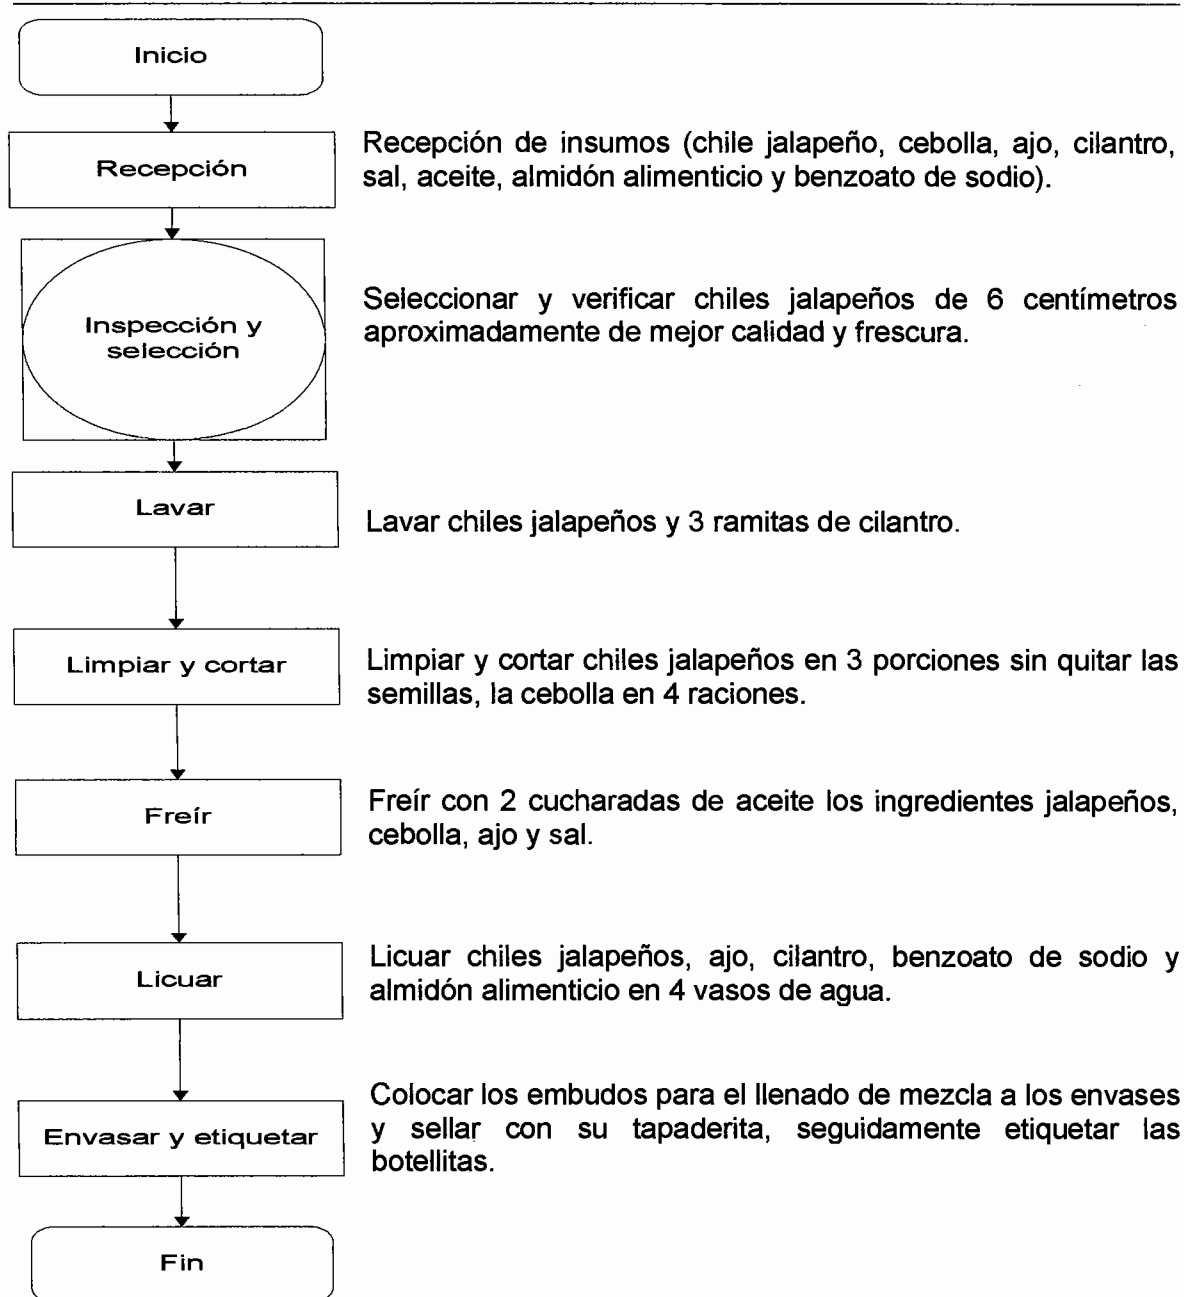 Inicio
Recepción
Recepción de insumos (chile jalapeño, cebolla, ajo, cilantro,
sal, aceite, almidón alimenticio y benzoato de sodio).
Inspección y
selección
Seleccionar y verificar chiles jalapeños de 6 centímetros
aproximadamente de mejor calidad y frescura.
Lavar
Lavar chiles jalapeños y 3 ramitas de cilantro.
Limpiar y cortar
Limpiar y cortar chiles jalapeños en 3 porciones sin quitar las
semillas, la cebolla en 4 raciones.
Freír
Freír con 2 cucharadas de aceite los ingredientes jalapeños,
cebolla, ajo y sal.
Licuar
Licuar chiles jalapeños, ajo, cilantro, benzoato de sodio y
almidón alimenticio en 4 vasos de agua.
Envasar y etiquetar
Colocar los embudos para el llenado de mezcla a los envases
y sellar con su tapaderita, seguidamente etiquetar las
botellitas.
Fin